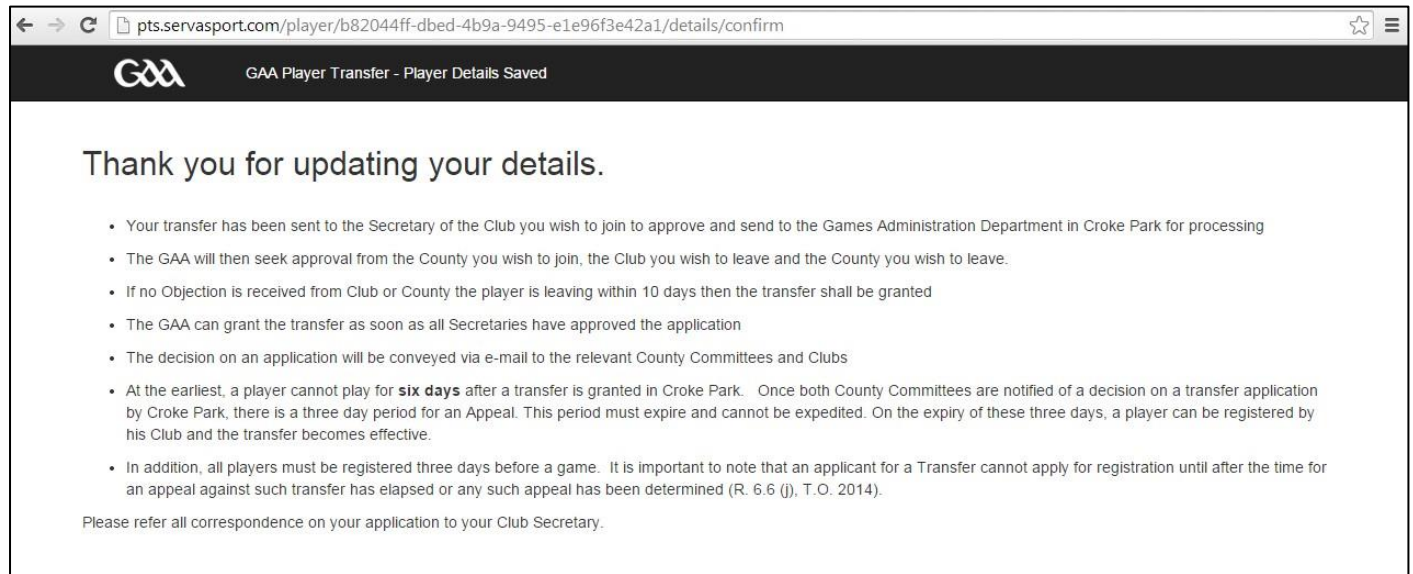 pts.servasport.com/player/b82044ff-dbed-4b9a-9495-e1e96f3e42a1/details/confirm
GAA GAA Player Transfer - Player Details Saved
Thank you for updating your details.
• Your transfer has been sent to the Secretary of the Club you wish to join to approve and send to the Games Administration Department in Croke Park for processing
• The GAA will then seek approval from the County you wish to join, the Club you wish to leave and the County you wish to leave.
• If no Objection is received from Club or County the player is leaving within 10 days then the transfer shall be granted
• The GAA can grant the transfer as soon as all Secretaries have approved the application
• The decision on an application will be conveyed via e-mail to the relevant County Committees and Clubs
• At the earliest, a player cannot play for six days after a transfer is granted in Croke Park. Once both County Committees are notified of a decision on a transfer application
by Croke Park, there is a three day period for an Appeal. This period must expire and cannot be expedited. On the expiry of these three days, a player can be registered by
his Club and the transfer becomes effective.
• In addition, all players must be registered three days before a game. It is important to note that an applicant for a Transfer cannot apply for registration until after the time for
an appeal against such transfer has elapsed or any such appeal has been determined (R. 6.6 (j), T.O. 2014).
Please refer all correspondence on your application to your Club Secretary.